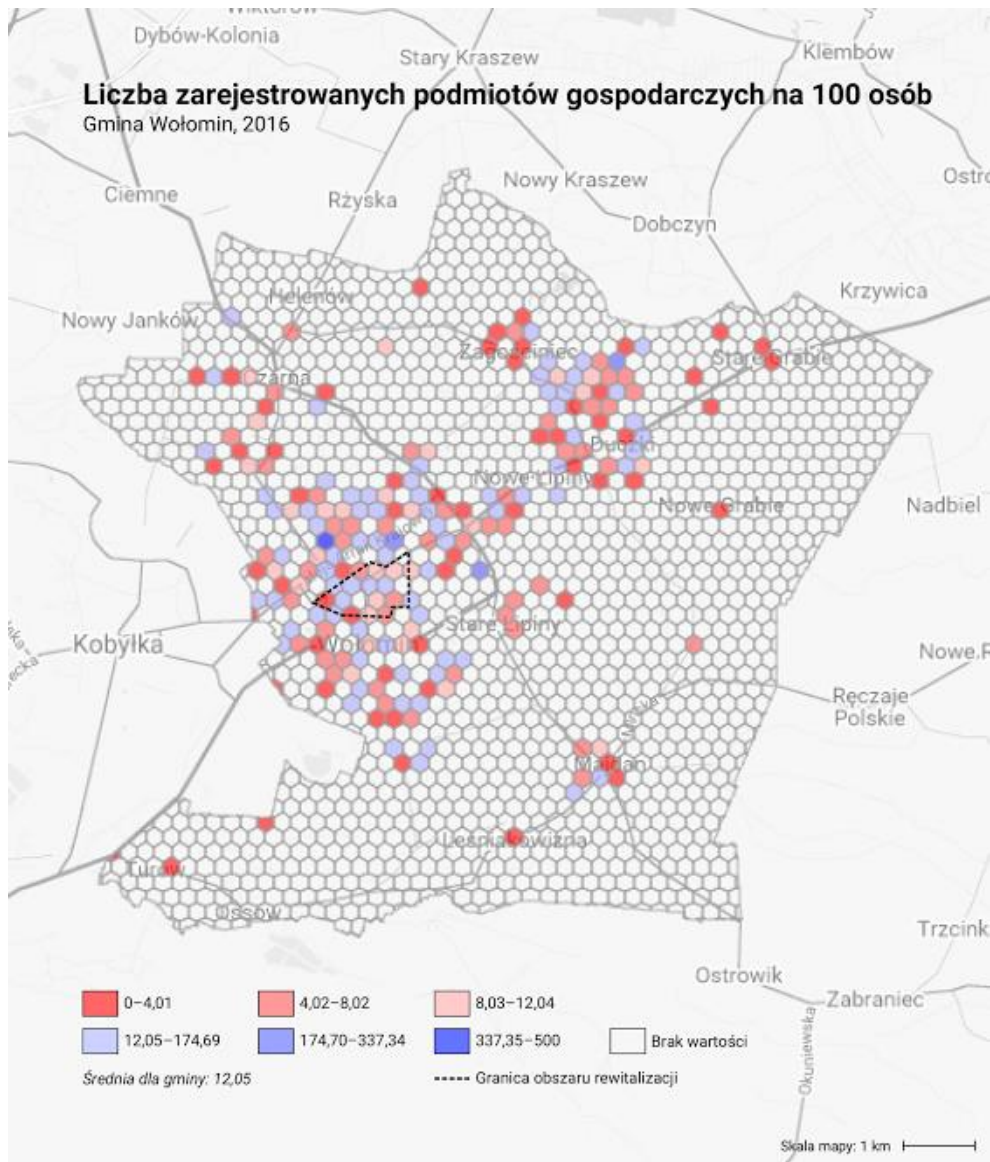 Dybów-Kolonia
Stary Kraszew
Klembów
Liczba zarejestrowanych podmiotów gospodarczych na 100 osób
Gmina Wołomin, 2016
Ciemne
Rżyska
Nowy Kraszew
Dobczyn
Helenów
Krzywica
Nowy Janków
Zagościniec
Stare Grabie
zarna
Duczki
Nowe Lipiny
Nowe Grabie
Nadbiel
Kobyłka
Wołomin
Stare Lipiny
Ręczaje
Polskie
Majdan
Leśniakowizna
Turów
Ossów
Trzcink
Ostrowik
Zabraniec
Okuniewska
0–4,01
4,02–8,02
8,03–12,04
12,05–174,69
174,70–337,34
337,35–500
Brak wartości
Średnia dla gminy: 12,05
Granica obszaru rewitalizacji
Skala mapy: 1 km